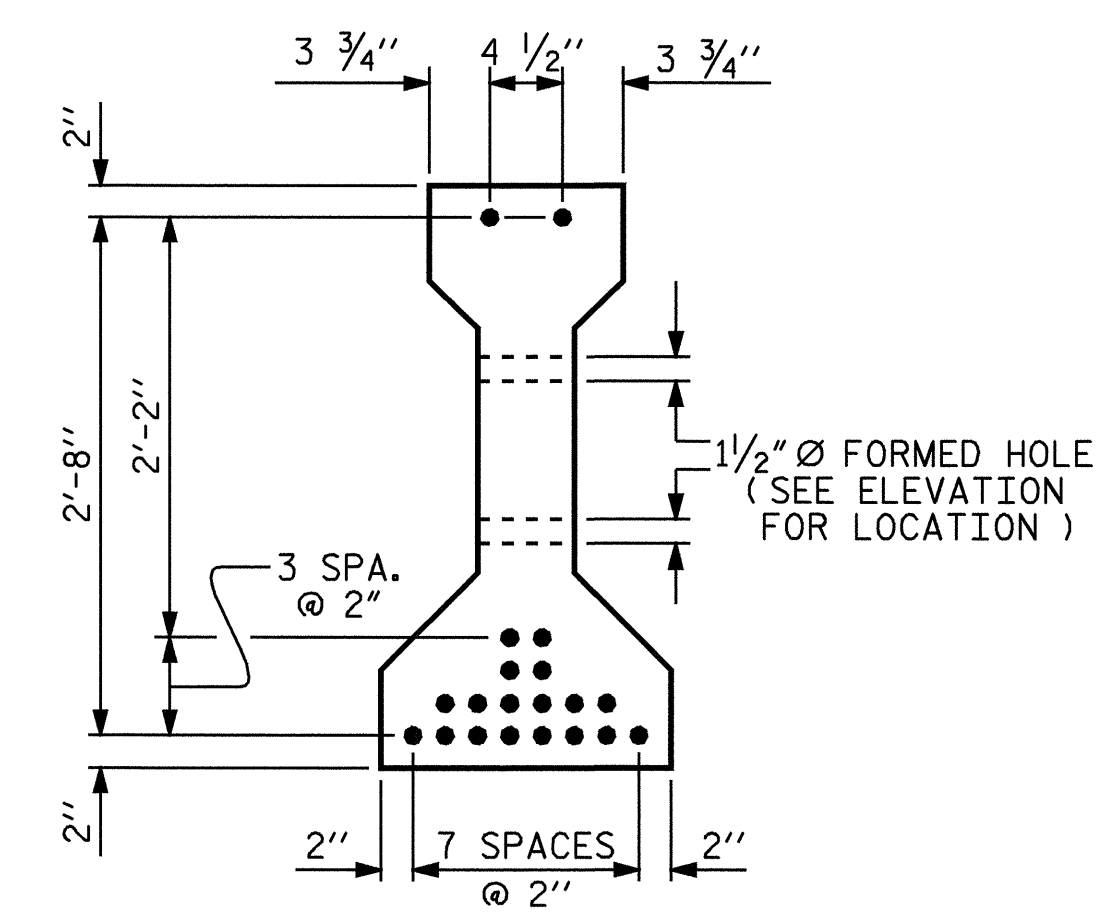 3 3/4" 4 1/2" 3 3/4"
2"
2'-8"
2'-2"
1 1/2" Ø FORMED HOLE
( SEE ELEVATION
FOR LOCATION )
3 SPA.
@ 2"
2"
2" 7 SPACES 2"
@ 2"